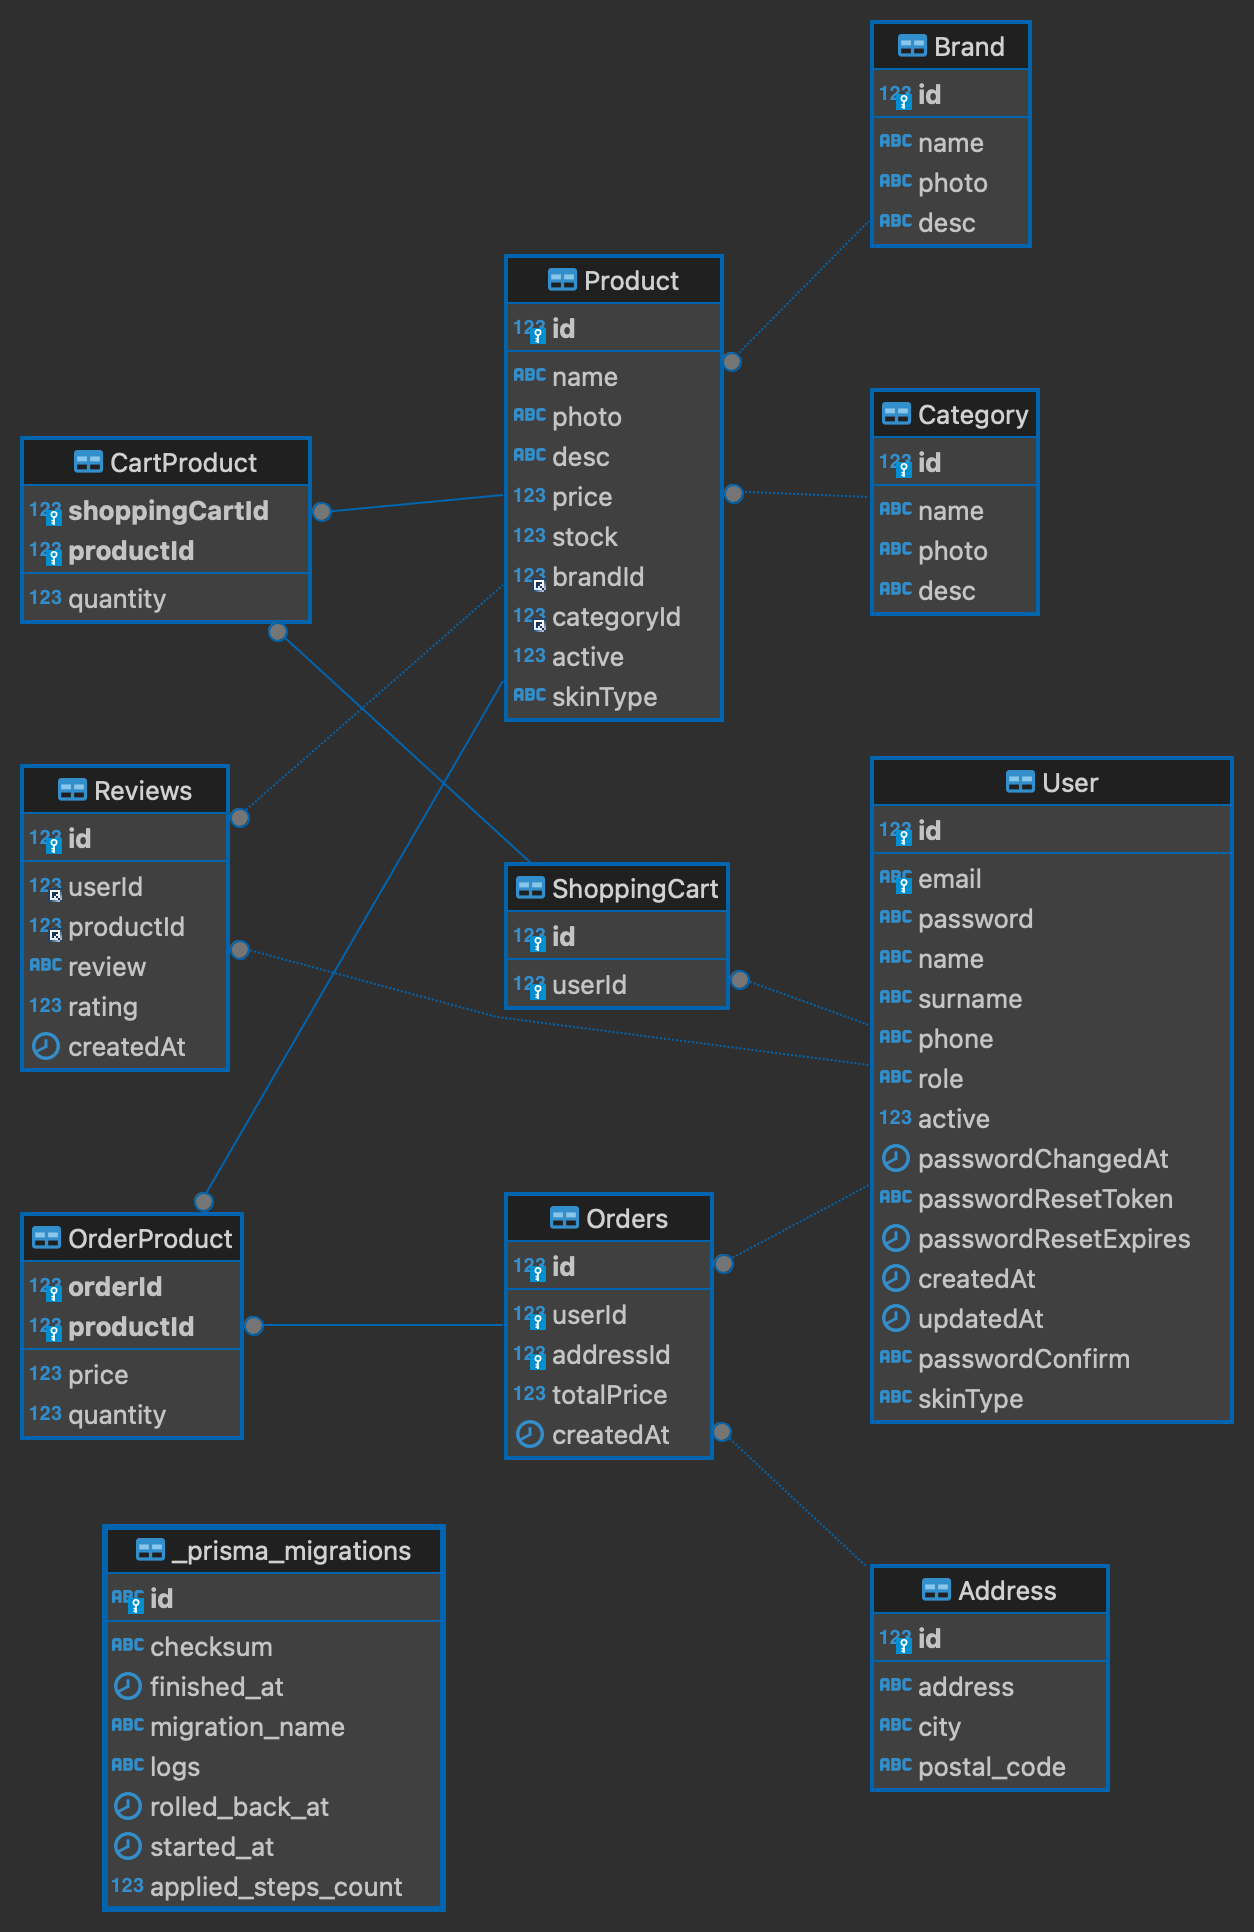 Brand
123 id
ABC name
ABC photo
ABC desc
Product
123 id
ABC name
ABC photo
ABC desc
123 price
123 stock
123 brandId
123 categoryId
123 active
ABC skinType
Category
123 id
ABC name
ABC photo
ABC desc
CartProduct
123 shoppingCartId
123 productId
123 quantity
Reviews
123 id
123 userId
123 productId
ABC review
123 rating
createdAt
ShoppingCart
123 id
123 userId
User
123 id
ABC email
ABC password
ABC name
ABC surname
ABC phone
ABC role
123 active
passwordChangedAt
ABC passwordResetToken
passwordResetExpires
createdAt
updatedAt
ABC passwordConfirm
ABC skinType
OrderProduct
123 orderId
123 productId
123 price
123 quantity
Orders
123 id
123 userId
123 addressId
123 totalPrice
createdAt
_prisma_migrations
ABC id
ABC checksum
finished_at
ABC migration_name
ABC logs
rolled_back_at
started_at
123 applied_steps_count
Address
123 id
ABC address
ABC city
ABC postal_code